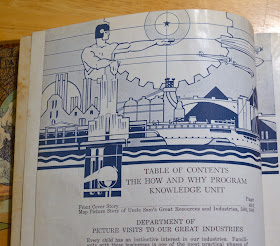 TABLE OF CONTENTS
THE HOW AND WHY PROGRAM
KNOWLEDGE UNIT
Page
Front Cover Story
Map Picture Story of Uncle Sam's Great Resources and Industries,
DEPARTMENT OF
PICTURE VISITS TO OUR GREAT INDUSTRIES
Every child has an instinctive interest in our industries.